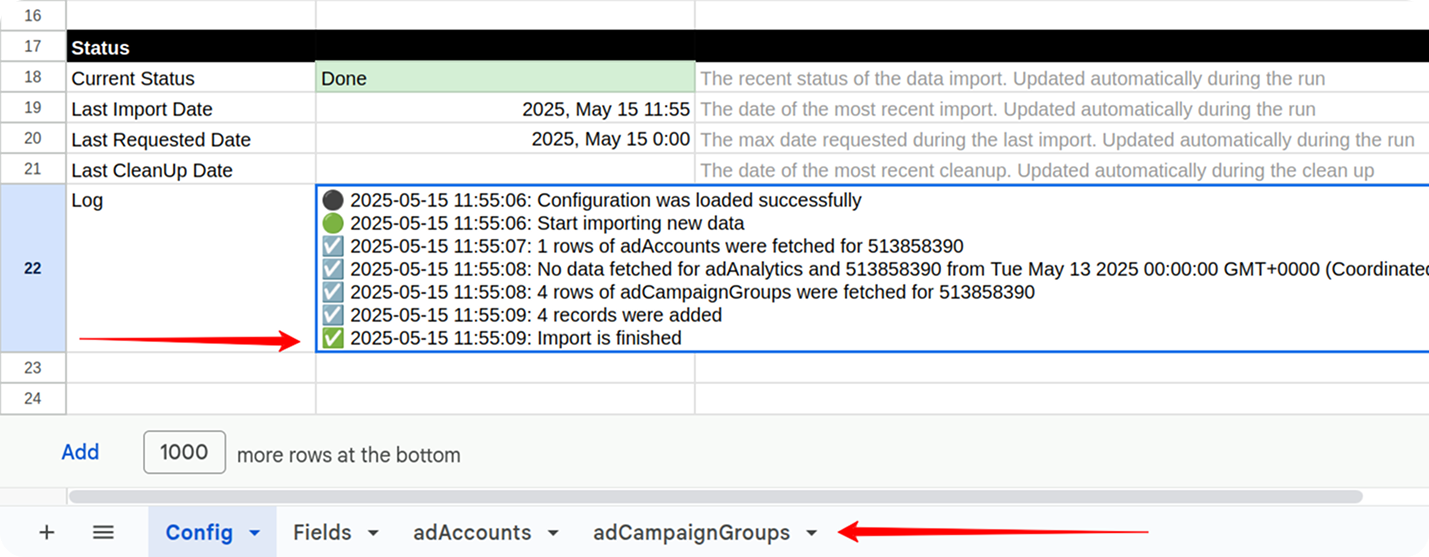 16
17 Status
18 Current Status Done The recent status of the data import. Updated automatically during the run
19 Last Import Date 2025, May 15 11:55 The date of the most recent import. Updated automatically during the run
20 Last Requested Date 2025, May 15 0:00 The max date requested during the last import. Updated automatically during the run
21 Last CleanUp Date The date of the most recent cleanup. Updated automatically during the clean up
22 Log
⚫ 2025-05-15 11:55:06: Configuration was loaded successfully
🟢 2025-05-15 11:55:06: Start importing new data
☑️ 2025-05-15 11:55:07: 1 rows of adAccounts were fetched for 513858390
☑️ 2025-05-15 11:55:08: No data fetched for adAnalytics and 513858390 from Tue May 13 2025 00:00:00 GMT+0000 (Coordinated
☑️ 2025-05-15 11:55:08: 4 rows of adCampaignGroups were fetched for 513858390
☑️ 2025-05-15 11:55:09: 4 records were added
✅ 2025-05-15 11:55:09: Import is finished
23
24
Add 1000 more rows at the bottom
Config Fields adAccounts adCampaignGroups